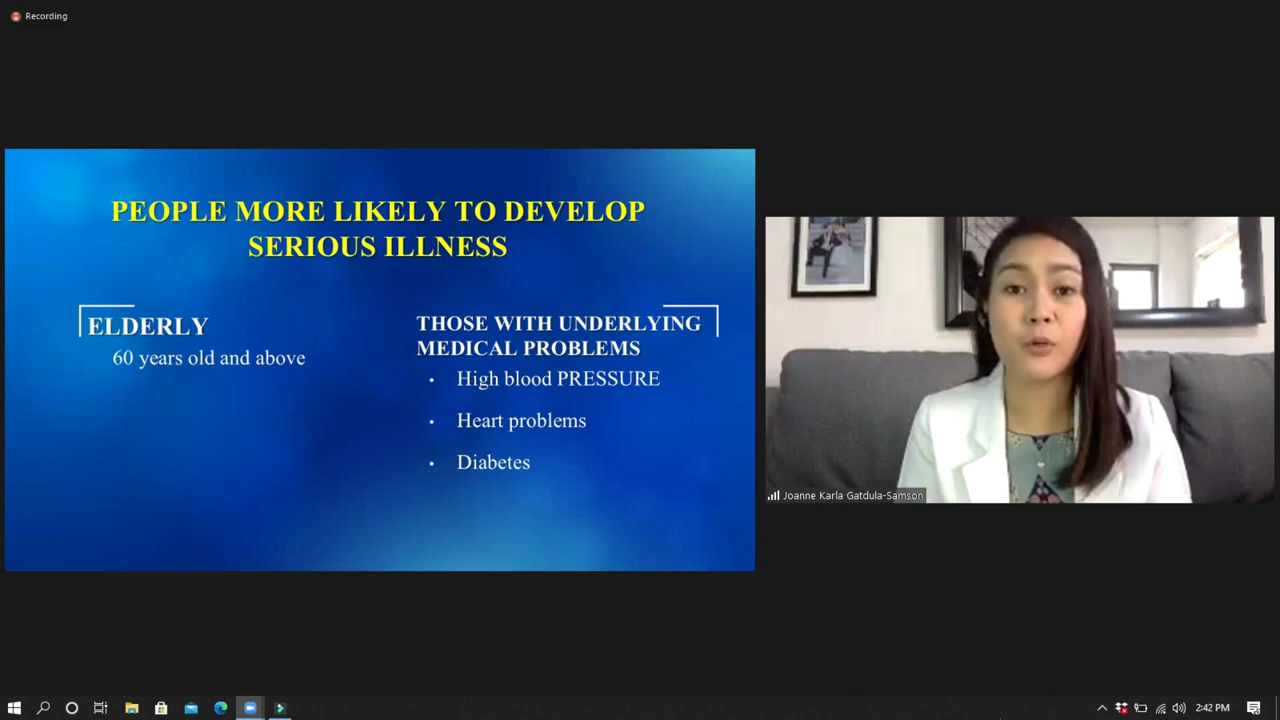 Recording
PEOPLE MORE LIKELY TO DEVELOP
SERIOUS ILLNESS
ELDERLY
60 years old and above
THOSE WITH UNDERLYING
MEDICAL PROBLEMS
• High blood PRESSURE
• Heart problems
• Diabetes
Joanne Karla Gatdula-Samson
2:42 PM